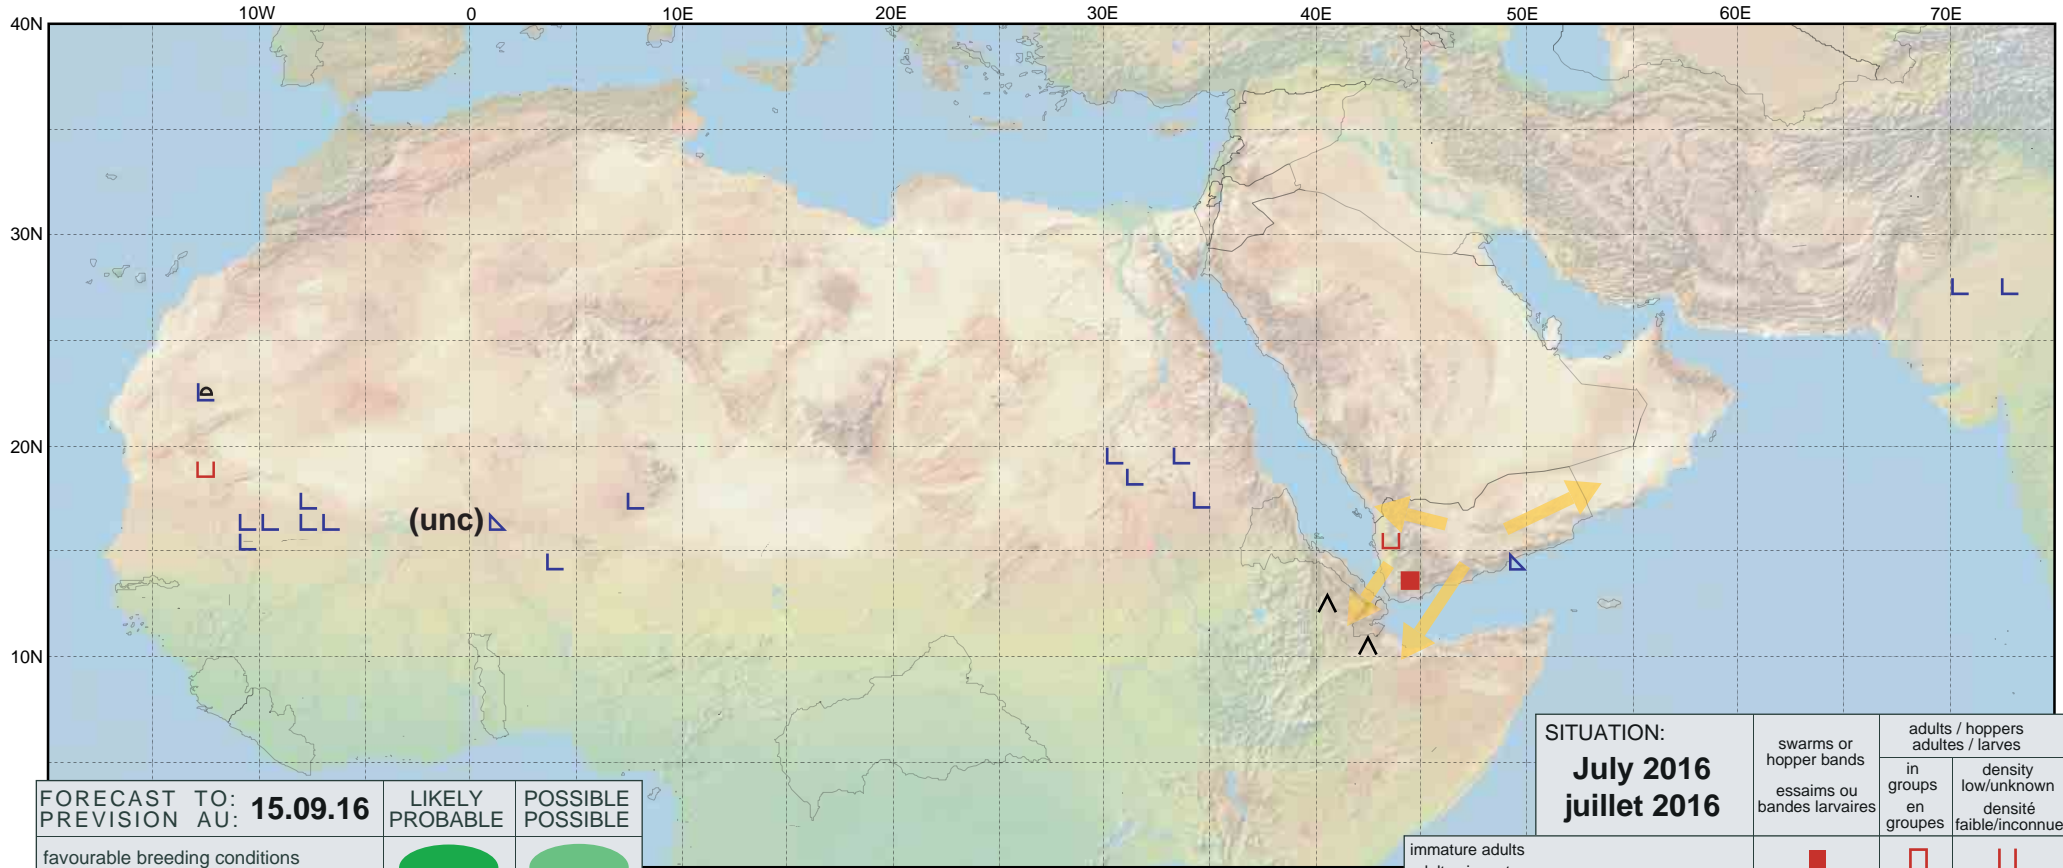 10W 0 10E 20E 30E 40E 50E 60E 70E
40N
30N
20N
(unc)
10N
SITUATION:
July 2016
juillet 2016
swarms or
hopper bands
essaims ou
bandes larvaires
adults / hoppers
adultes / larves
in
groups
en
groupes
density
low/unknown
densité
faible/inconnue
FORECAST TO:
PREVISION AU:
15.09.16
LIKELY
PROBABLE
POSSIBLE
POSSIBLE
favourable breeding conditions
immature adults